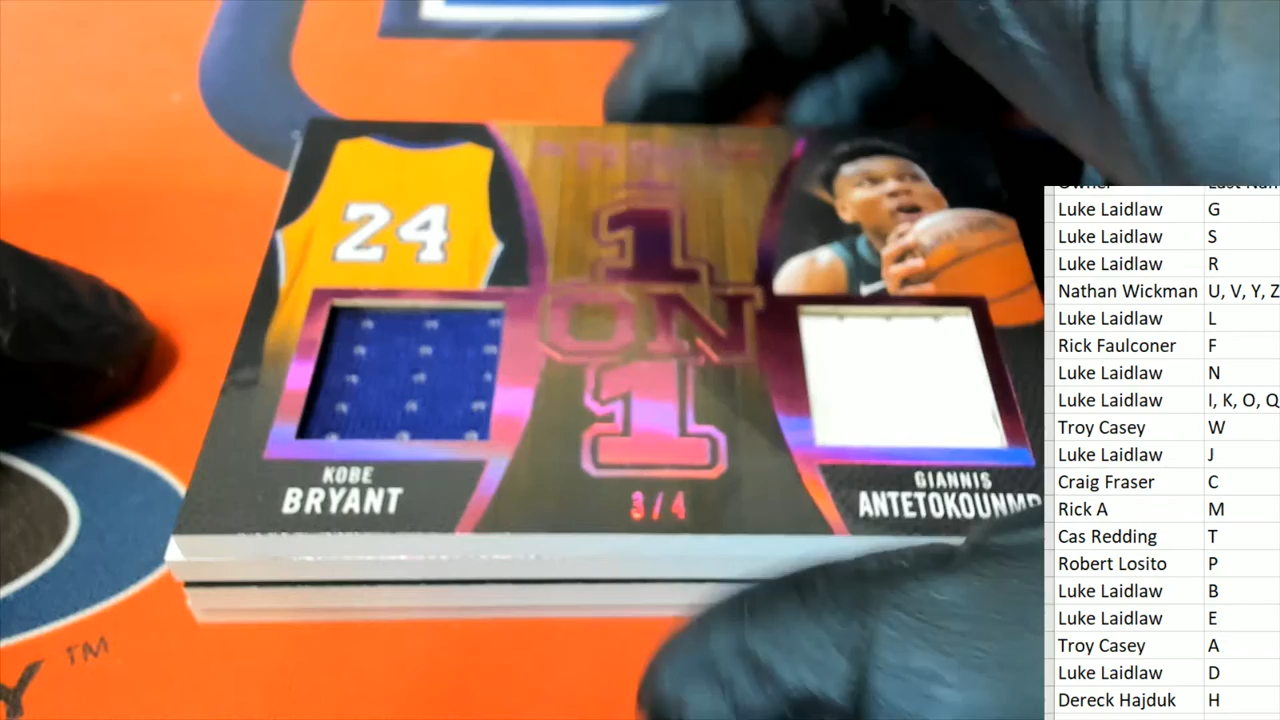 24
1
ON
1
KOBE
BRYANT
3/4
GIANNIS
ANTETOKOUNMP
Y TM
Owner
Luke Laidlaw G
Luke Laidlaw S
Luke Laidlaw R
Nathan Wickman U, V, Y, Z
Luke Laidlaw L
Rick Faulconer F
Luke Laidlaw N
Luke Laidlaw I, K, O, Q
Troy Casey W
Luke Laidlaw J
Craig Fraser C
Rick A M
Cas Redding T
Robert Losito P
Luke Laidlaw B
Luke Laidlaw E
Troy Casey A
Luke Laidlaw D
Dereck Hajduk H